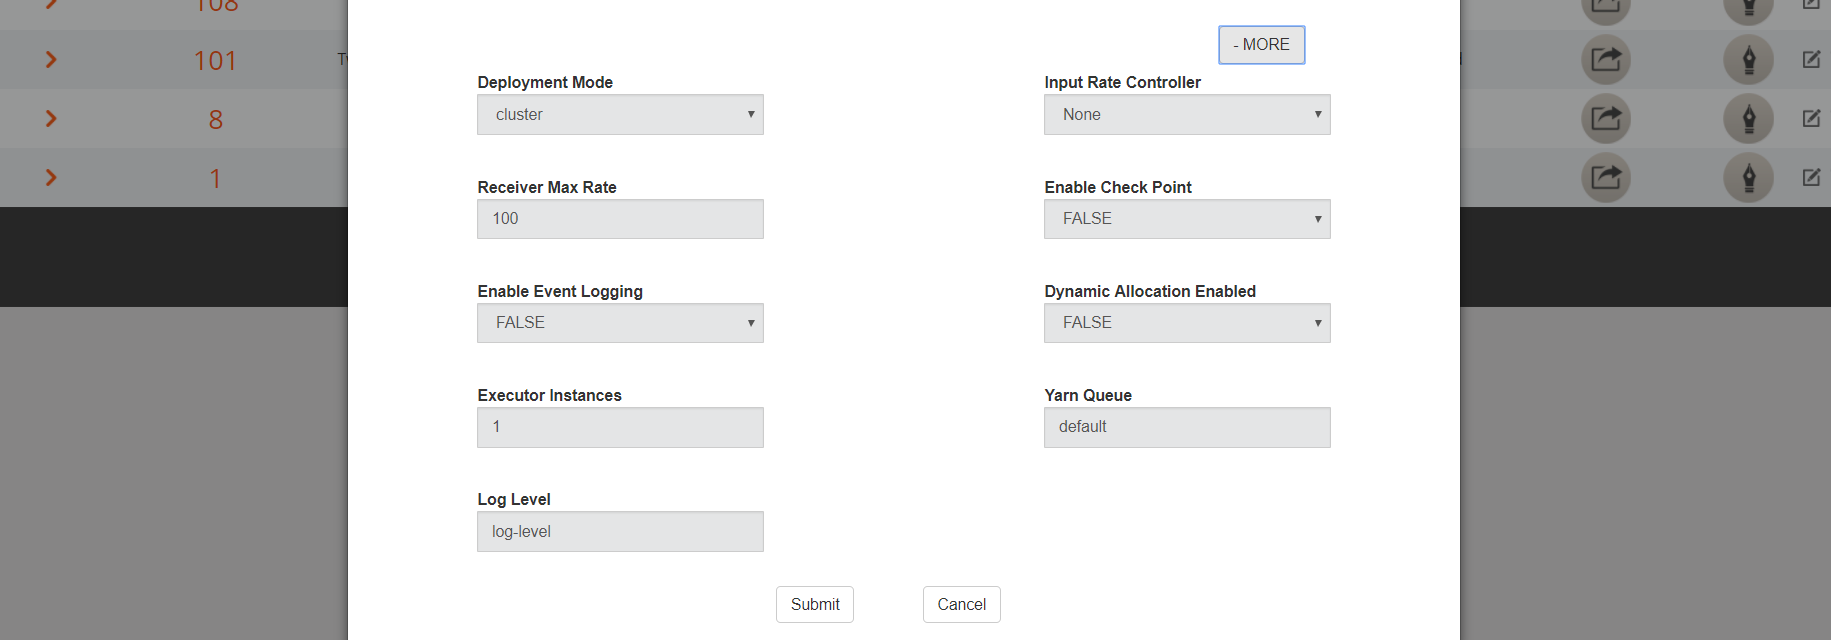 108
- MORE
101
Deployment Mode
Input Rate Controller
cluster
None
8
1
Receiver Max Rate
Enable Check Point
100
FALSE
Enable Event Logging
Dynamic Allocation Enabled
FALSE
FALSE
Executor Instances
Yarn Queue
1
default
Log Level
log-level
Submit
Cancel